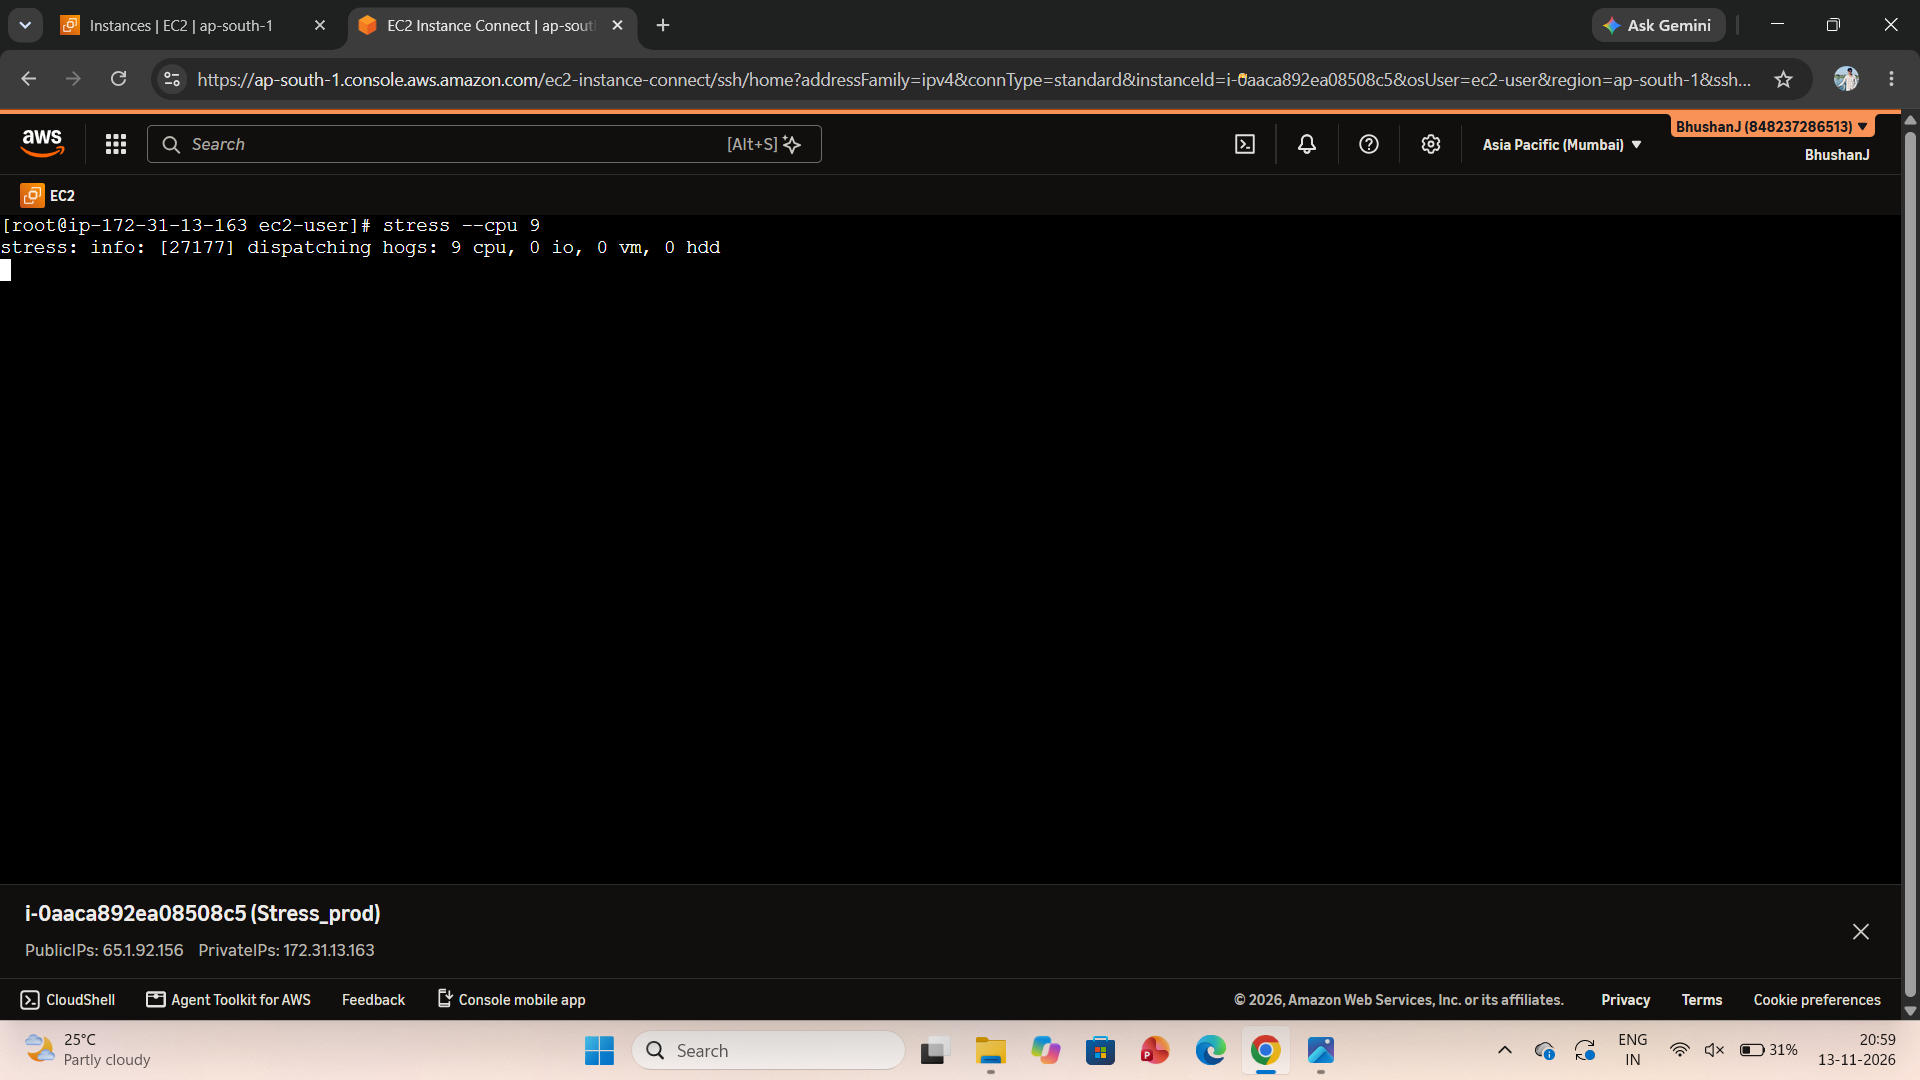 Instances | EC2 | ap-south-1
EC2 Instance Connect | ap-sout
Ask Gemini
https://ap-south-1.console.aws.amazon.com/ec2-instance-connect/ssh/home?addressFamily=ipv4&connType=standard&instanceId=i-0aaca892ea08508c5&osUser=ec2-user&region=ap-south-1&ssh...
aws
Search
[Alt+S]
Asia Pacific (Mumbai)
BhushanJ (848237286513)
BhushanJ
EC2
[root@ip-172-31-13-163 ec2-user]# stress --cpu 9
stress: info: [27177] dispatching hogs: 9 cpu, 0 io, 0 vm, 0 hdd
i-0aaca892ea08508c5 (Stress_prod)
PublicIPs: 65.1.92.156 PrivateIPs: 172.31.13.163
CloudShell
Agent Toolkit for AWS
Feedback
Console mobile app
© 2026, Amazon Web Services, Inc. or its affiliates.
Privacy
Terms
Cookie preferences
25°C
Partly cloudy
Search
ENG
IN
31%
20:59
13-11-2026